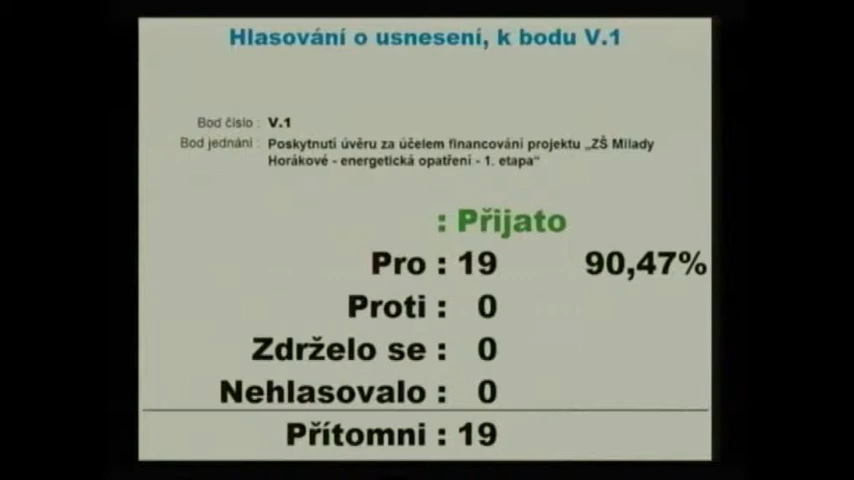 Hlasování o usnesení, k bodu V.1
Bod číslo : V.1
Bod jednání : Poskytnutí úvěru za účelem financování projektu „ZŠ Milady
Horákové - energetická opatření - 1. etapa“
: Přijato
Pro : 19 90,47%
Proti : 0
Zdrželo se : 0
Nehlasovalo : 0
Přítomni : 19